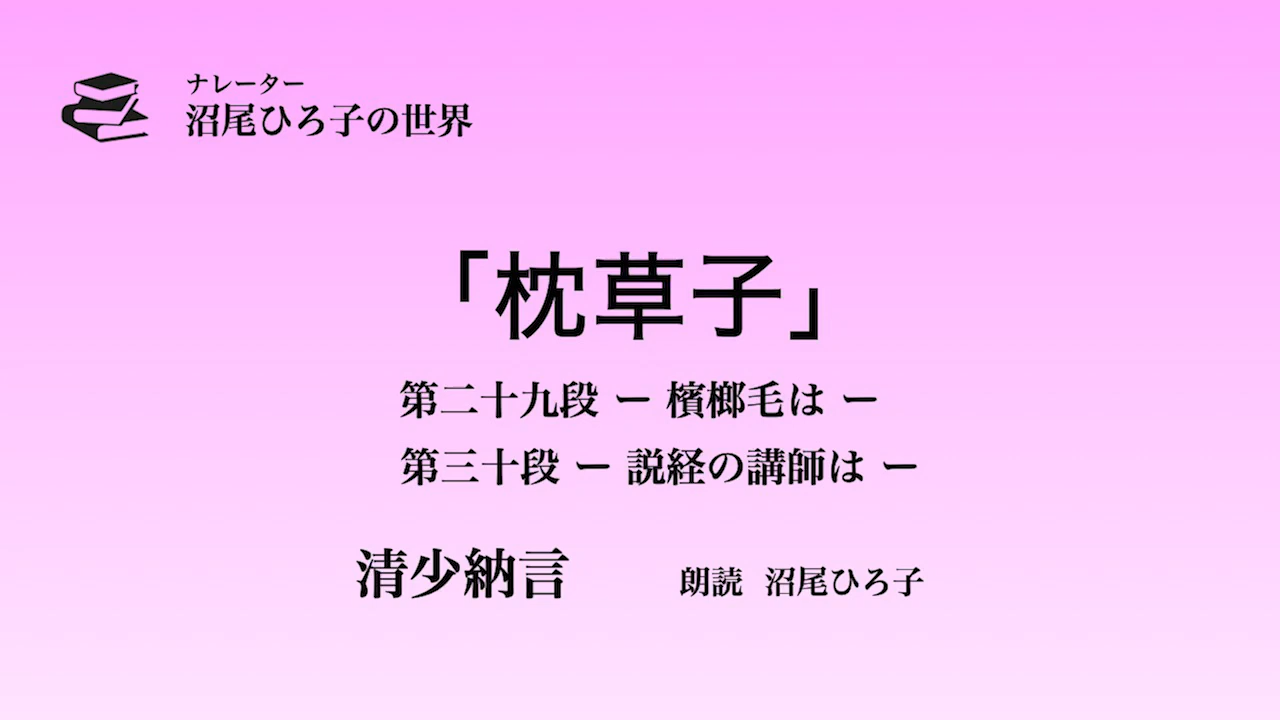 ナレーター
沼尾ひろ子の世界
「枕草子」
第二十九段 ー 檳榔毛は ー
第三十段 ー 説経の講師は ー
清少納言 朗読 沼尾ひろ子